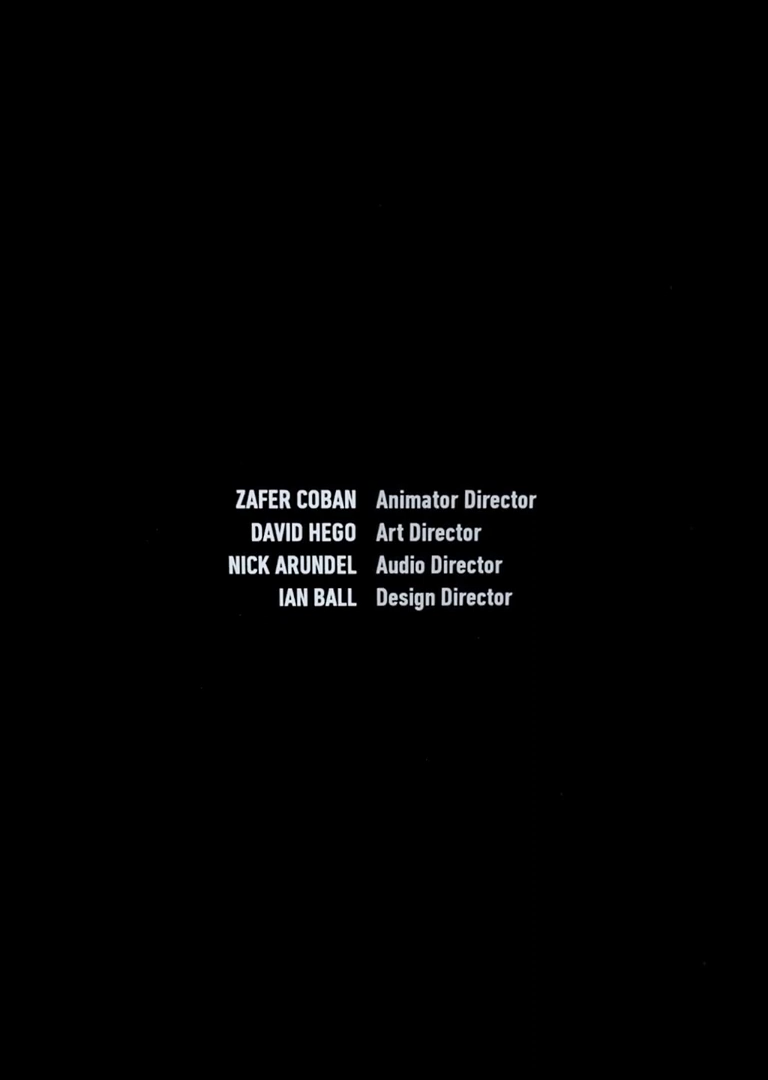 ZAFER COBAN Animator Director
DAVID HEGO Art Director
NICK ARUNDEL Audio Director
IAN BALL Design Director